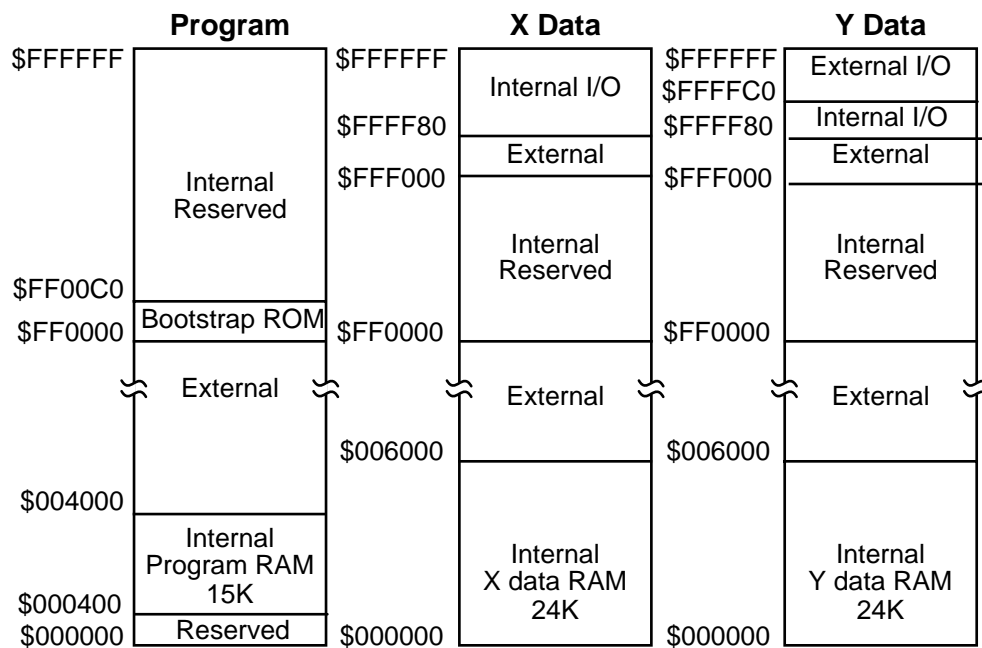 Program
$FFFFFF
Internal
Reserved
$FF00C0
Bootstrap ROM
$FF0000
External
$004000
Internal
Program RAM
15K
$000400
Reserved
$000000
X Data
$FFFFFF
Internal I/O
$FFFF80
External
$FFF000
Internal
Reserved
$FF0000
External
$006000
Internal
X data RAM
24K
$000000
Y Data
$FFFFFF
External I/O
$FFFFC0
Internal I/O
$FFFF80
External
$FFF000
Internal
Reserved
$FF0000
External
$006000
Internal
Y data RAM
24K
$000000